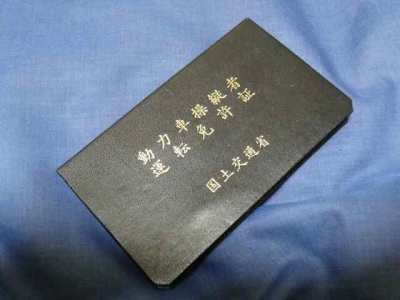 動力車操縦者
運転免許証
国土交通省